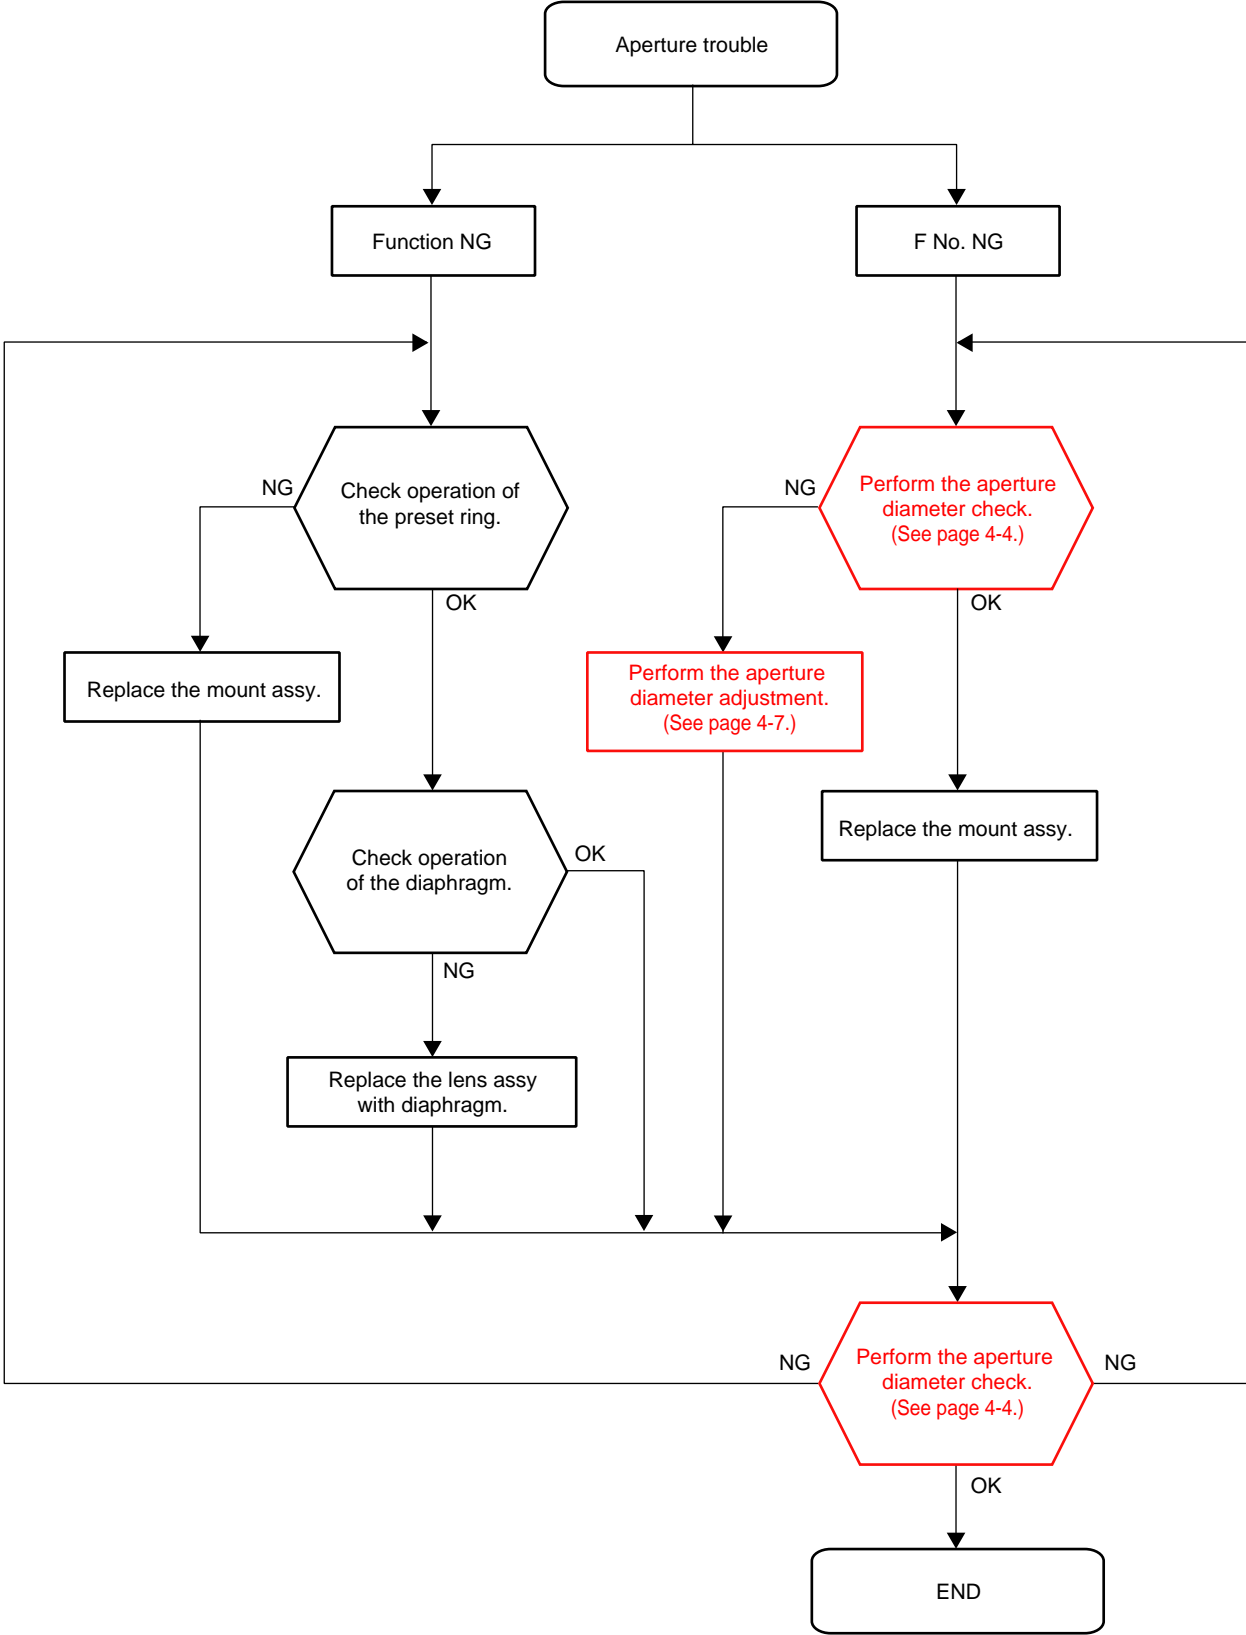 Aperture trouble
Function NG
F No. NG
NG
Check operation of
the preset ring.
OK
NG
Perform the aperture
diameter check.
(See page 4-4.)
OK
Replace the mount assy.
Perform the aperture
diameter adjustment.
(See page 4-7.)
Replace the mount assy.
Check operation
of the diaphragm.
OK
NG
Replace the lens assy
with diaphragm.
NG
Perform the aperture
diameter check.
(See page 4-4.)
NG
OK
END